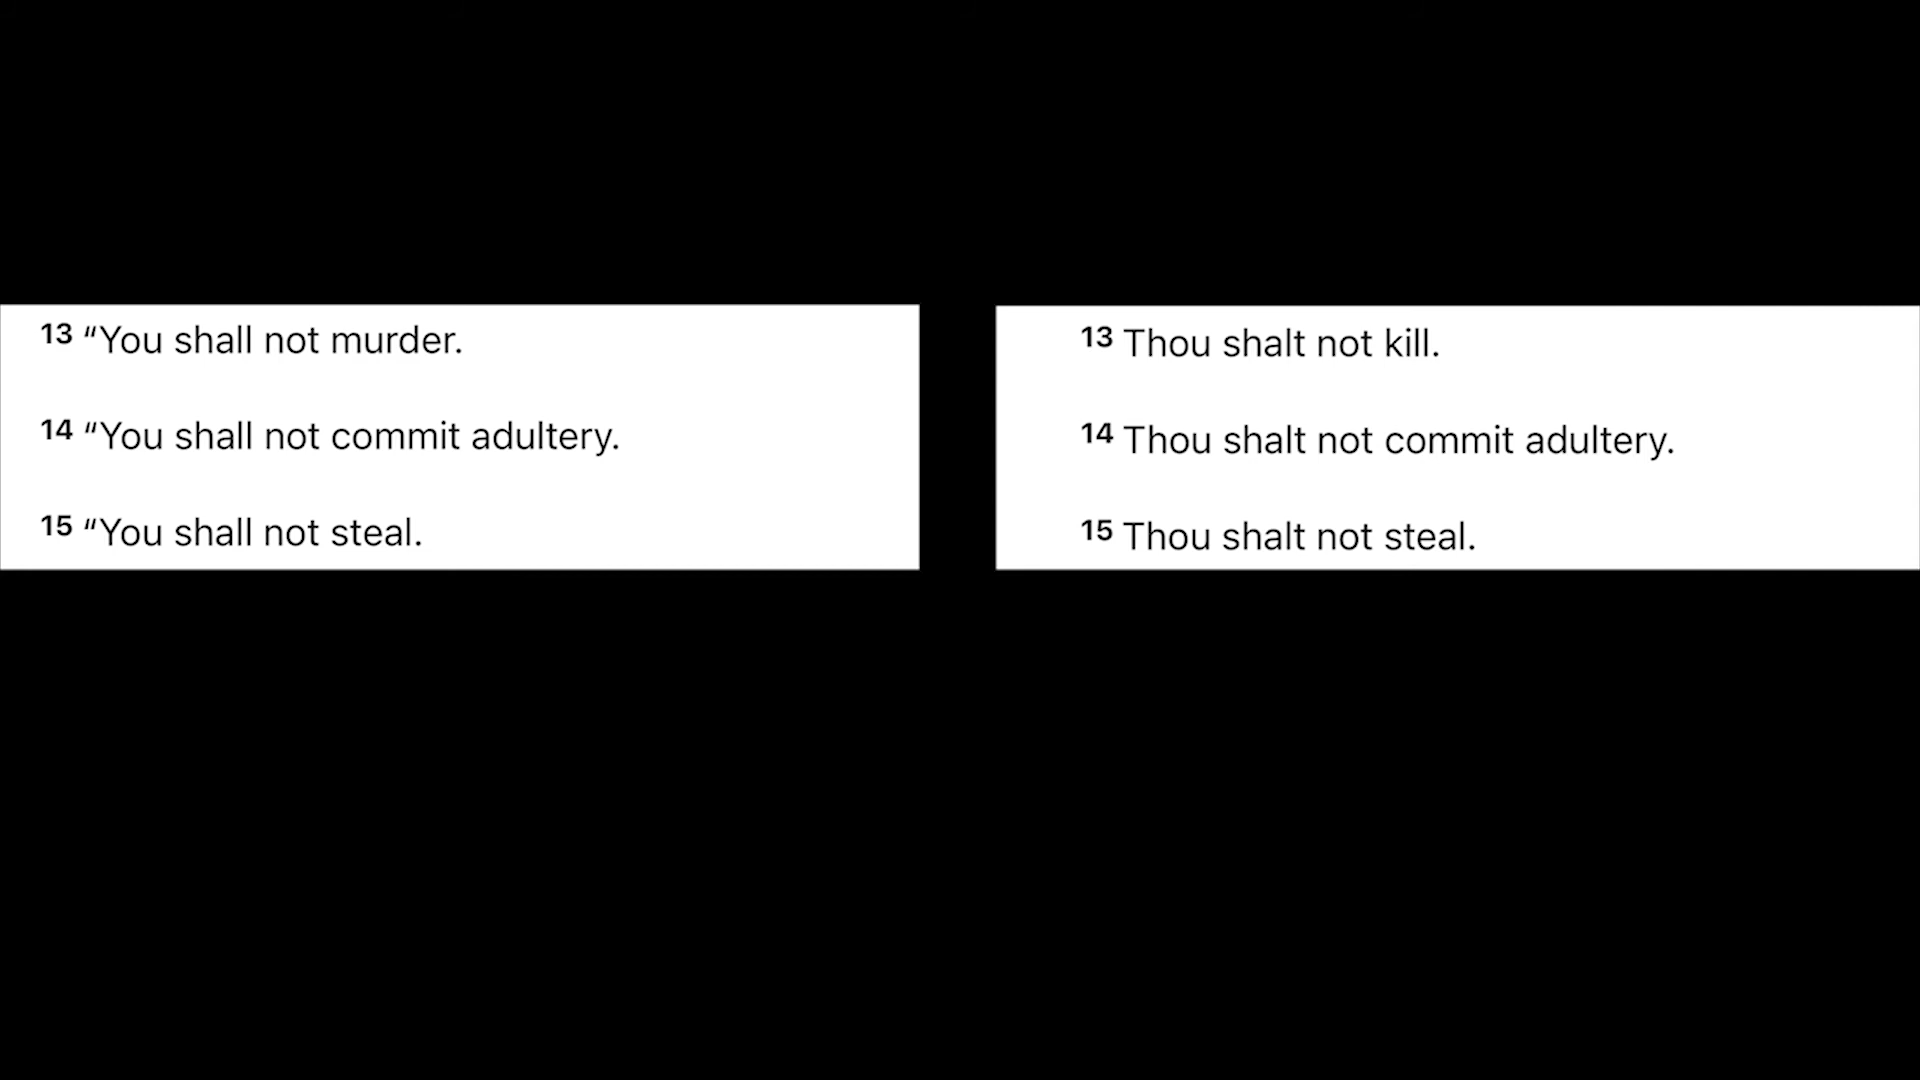 13 “You shall not murder.
14 “You shall not commit adultery.
15 “You shall not steal.
13 Thou shalt not kill.
14 Thou shalt not commit adultery.
15 Thou shalt not steal.